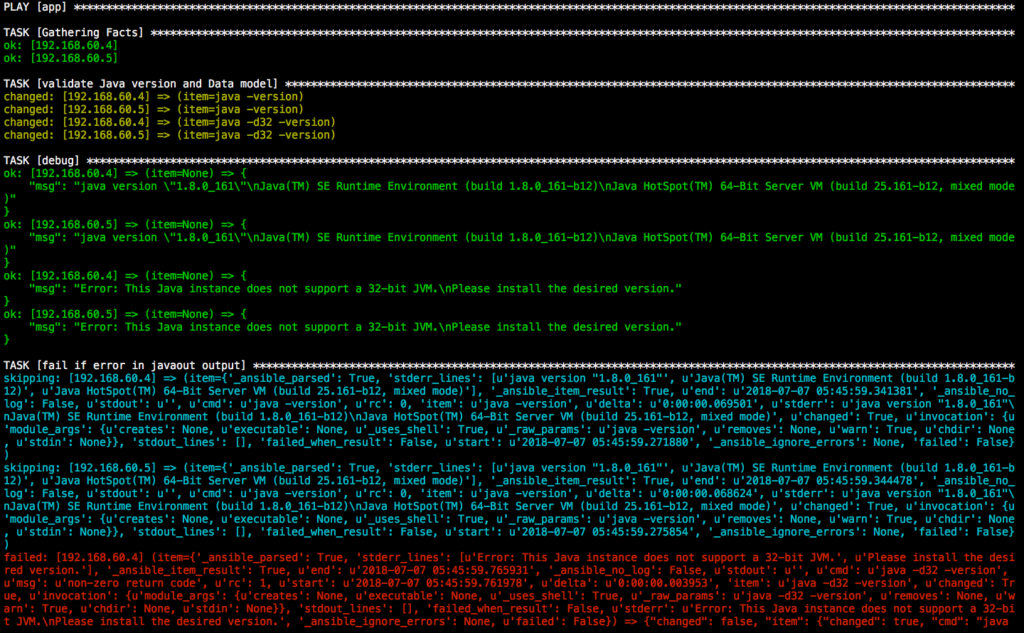 PLAY [app] ************************************************************************************************************************************************
TASK [Gathering Facts] ************************************************************************************************************************************
ok: [192.168.60.4]
ok: [192.168.60.5]
TASK [validate Java version and Data model] ***************************************************************************************************************
changed: [192.168.60.4] => (item=java -version)
changed: [192.168.60.5] => (item=java -version)
changed: [192.168.60.4] => (item=java -d32 -version)
changed: [192.168.60.5] => (item=java -d32 -version)
TASK [debug] **********************************************************************************************************************************************
ok: [192.168.60.4] => (item=None) => {
    "msg": "java version \"1.8.0_161\"\nJava(TM) SE Runtime Environment (build 1.8.0_161-b12)\nJava HotSpot(TM) 64-Bit Server VM (build 25.161-b12, mixed mode
)"
}
ok: [192.168.60.5] => (item=None) => {
    "msg": "java version \"1.8.0_161\"\nJava(TM) SE Runtime Environment (build 1.8.0_161-b12)\nJava HotSpot(TM) 64-Bit Server VM (build 25.161-b12, mixed mode
)"
}
ok: [192.168.60.4] => (item=None) => {
    "msg": "Error: This Java instance does not support a 32-bit JVM.\nPlease install the desired version."
}
ok: [192.168.60.5] => (item=None) => {
    "msg": "Error: This Java instance does not support a 32-bit JVM.\nPlease install the desired version."
}
TASK [fail if error in javaout output] ********************************************************************************************************************
skipping: [192.168.60.4] => (item={'_ansible_parsed': True, 'stderr_lines': [u'java version "1.8.0_161"', u'Java(TM) SE Runtime Environment (build 1.8.0_161-b
12)', u'Java HotSpot(TM) 64-Bit Server VM (build 25.161-b12, mixed mode)'], '_ansible_item_result': True, u'end': u'2018-07-07 05:45:59.341381', '_ansible_no_
log': False, u'stdout': u'', u'cmd': u'java -version', u'rc': 0, 'item': u'java -version', u'delta': u'0:00:00.069501', u'stderr': u'java version "1.8.0_161"\
nJava(TM) SE Runtime Environment (build 1.8.0_161-b12)\nJava HotSpot(TM) 64-Bit Server VM (build 25.161-b12, mixed mode)', u'changed': True, u'invocation': {u
'module_args': {u'creates': None, u'executable': None, u'_uses_shell': True, u'_raw_params': u'java -version', u'removes': None, u'warn': True, u'chdir': None
, u'stdin': None}}, 'stdout_lines': [], 'failed_when_result': False, u'start': u'2018-07-07 05:45:59.271880', '_ansible_ignore_errors': None, 'failed': False}
)
skipping: [192.168.60.5] => (item={'_ansible_parsed': True, 'stderr_lines': [u'java version "1.8.0_161"', u'Java(TM) SE Runtime Environment (build 1.8.0_161-b
12)', u'Java HotSpot(TM) 64-Bit Server VM (build 25.161-b12, mixed mode)'], '_ansible_item_result': True, u'end': u'2018-07-07 05:45:59.344478', '_ansible_no_
log': False, u'stdout': u'', u'cmd': u'java -version', u'rc': 0, 'item': u'java -version', u'delta': u'0:00:00.068624', u'stderr': u'java version "1.8.0_161"\
nJava(TM) SE Runtime Environment (build 1.8.0_161-b12)\nJava HotSpot(TM) 64-Bit Server VM (build 25.161-b12, mixed mode)', u'changed': True, u'invocation': {u
'module_args': {u'creates': None, u'executable': None, u'_uses_shell': True, u'_raw_params': u'java -version', u'removes': None, u'warn': True, u'chdir': None
, u'stdin': None}}, 'stdout_lines': [], 'failed_when_result': False, u'start': u'2018-07-07 05:45:59.275854', '_ansible_ignore_errors': None, 'failed': False}
)
failed: [192.168.60.4] (item={'_ansible_parsed': True, 'stderr_lines': [u'Error: This Java instance does not support a 32-bit JVM.', u'Please install the desi
red version.'], '_ansible_item_result': True, u'end': u'2018-07-07 05:45:59.765931', '_ansible_no_log': False, u'stdout': u'', u'cmd': u'java -d32 -version',
u'msg': u'non-zero return code', u'rc': 1, u'start': u'2018-07-07 05:45:59.761978', u'delta': u'0:00:00.003953', 'item': u'java -d32 -version', u'changed': Tr
ue, u'invocation': {u'module_args': {u'creates': None, u'executable': None, u'_uses_shell': True, u'_raw_params': u'java -d32 -version', u'removes': None, u'w
arn': True, u'chdir': None, u'stdin': None}}, 'stdout_lines': [], 'failed_when_result': False, u'stderr': u'Error: This Java instance does not support a 32-bi
t JVM.\nPlease install the desired version.', '_ansible_ignore_errors': None, u'failed': False}) => {"changed": false, "item": {"changed": true, "cmd": "java